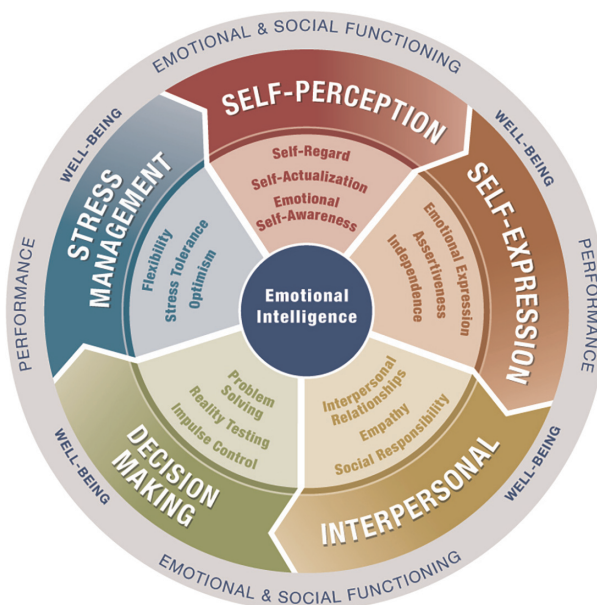 EMOTIONAL & SOCIAL FUNCTIONING
WELL-BEING
WELL-BEING
PERFORMANCE
PERFORMANCE
WELL-BEING
WELL-BEING
EMOTIONAL & SOCIAL FUNCTIONING
SELF-PERCEPTION
Self-Regard
Self-Actualization
Emotional
Self-Awareness
SELF-EXPRESSION
Emotional Expression
Assertiveness
Independence
INTERPERSONAL
Interpersonal
Relationships
Empathy
Social Responsibility
DECISION
MAKING
Problem
Solving
Reality Testing
Impulse Control
STRESS
MANAGEMENT
Flexibility
Stress Tolerance
Optimism
Emotional
Intelligence